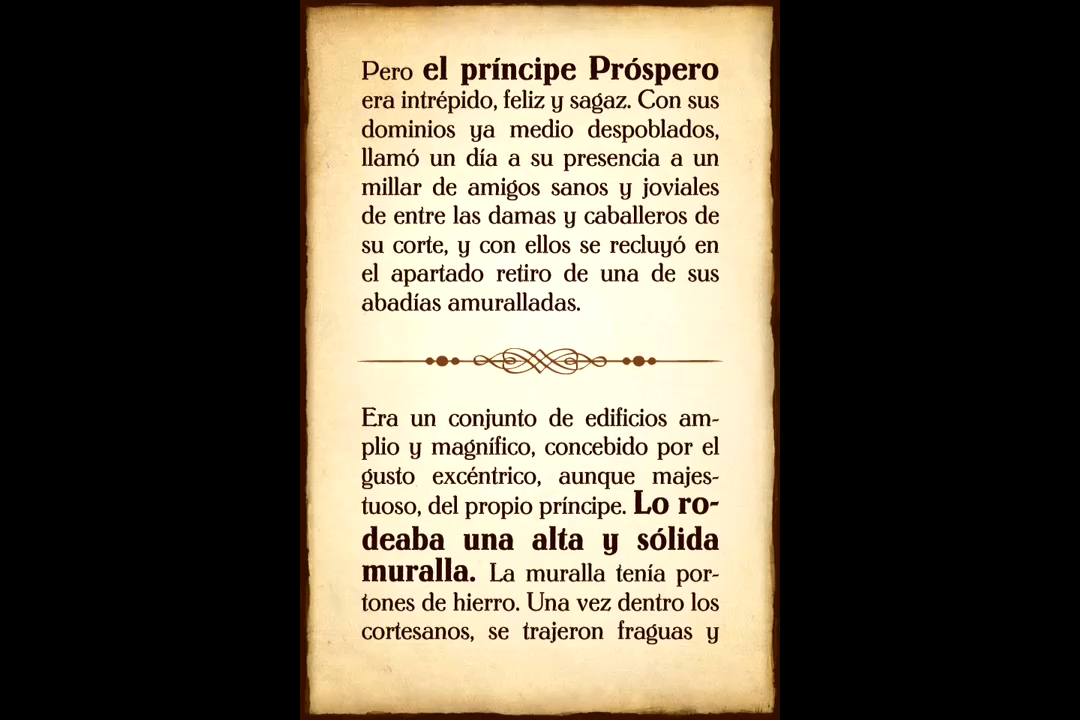 Pero el príncipe Próspero
era intrépido, feliz y sagaz. Con sus
dominios ya medio despoblados,
llamó un día a su presencia a un
millar de amigos sanos y joviales
de entre las damas y caballeros de
su corte, y con ellos se recluyó en
el apartado retiro de una de sus
abadías amuralladas.
Era un conjunto de edificios am-
plio y magnífico, concebido por el
gusto excéntrico, aunque majes-
tuoso, del propio príncipe. Lo ro-
deaba una alta y sólida
muralla. La muralla tenía por-
tones de hierro. Una vez dentro los
cortesanos, se trajeron fraguas y